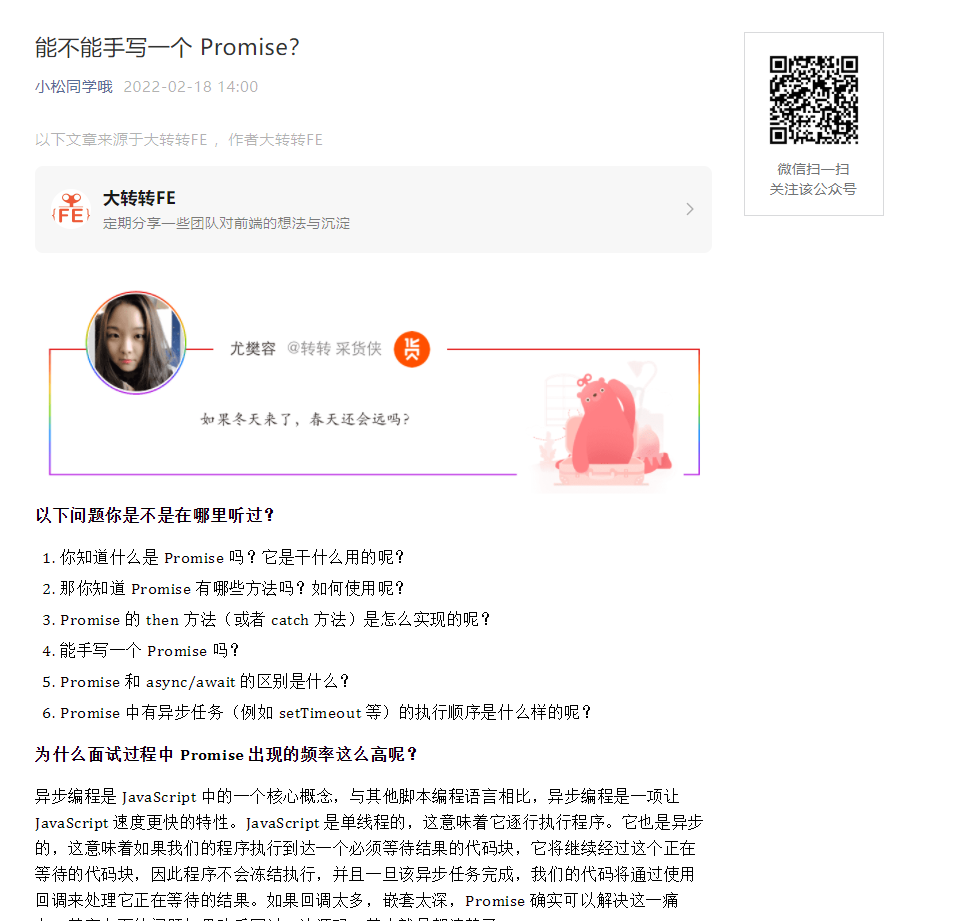 能不能手写一个 Promise？
小松同学哦 2022-02-18 14:00
以下文章来源于大转转FE ，作者大转转FE
{FE}
大转转FE
定期分享一些团队对前端的想法与沉淀
微信扫一扫
关注该公众号
尤樊容 @转转 采货侠 货
如果冬天来了，春天还会远吗?
以下问题你是不是在哪里听过？
1. 你知道什么是 Promise 吗？它是干什么用的呢？
2. 那你知道 Promise 有哪些方法吗？如何使用呢？
3. Promise 的 then 方法（或者 catch 方法）是怎么实现的呢？
4. 能手写一个 Promise 吗？
5. Promise 和 async/await 的区别是什么？
6. Promise 中有异步任务（例如 setTimeout 等）的执行顺序是什么样的呢？
为什么面试过程中 Promise 出现的频率这么高呢？
异步编程是 JavaScript 中的一个核心概念，与其他脚本编程语言相比，异步编程是一项让
JavaScript 速度更快的特性。JavaScript 是单线程的，这意味着它逐行执行程序。它也是异步
的，这意味着如果我们的程序执行到达一个必须等待结果的代码块，它将继续经过这个正在
等待的代码块，因此程序不会冻结执行，并且一旦该异步任务完成，我们的代码将通过使用
回调来处理它正在等待的结果。如果回调太多，嵌套太深，Promise 确实可以解决这一痛